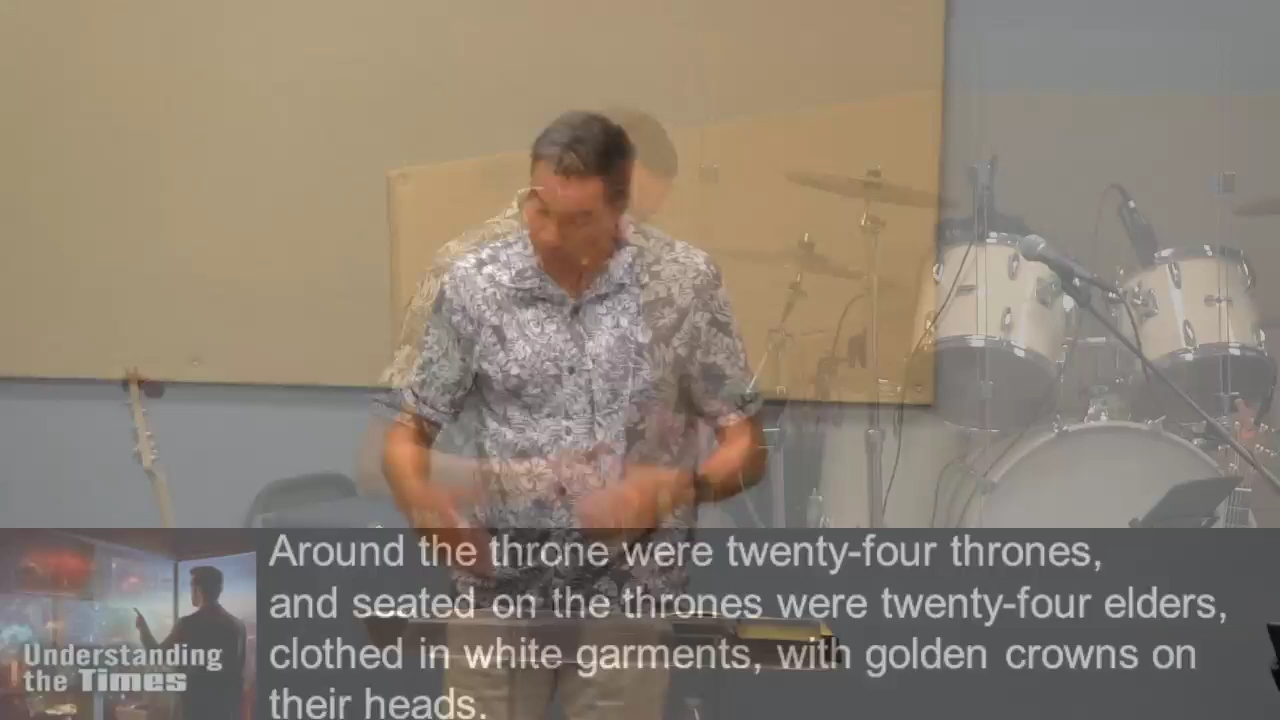 Around the throne were twenty-four thrones,
and seated on the thrones were twenty-four elders,
clothed in white garments, with golden crowns on
their heads.
Understanding
the Times